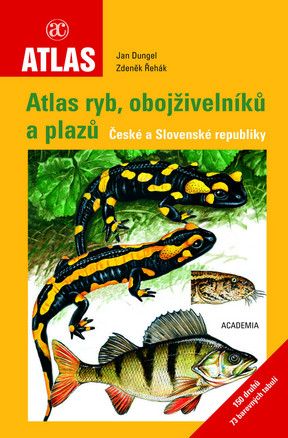 ATLAS
Jan Dungel
Zdeněk Řehák
Atlas ryb, obojživelníků
a plazů České a Slovenské republiky
ACADEMIA
150 druhů
73 barevných tabulí